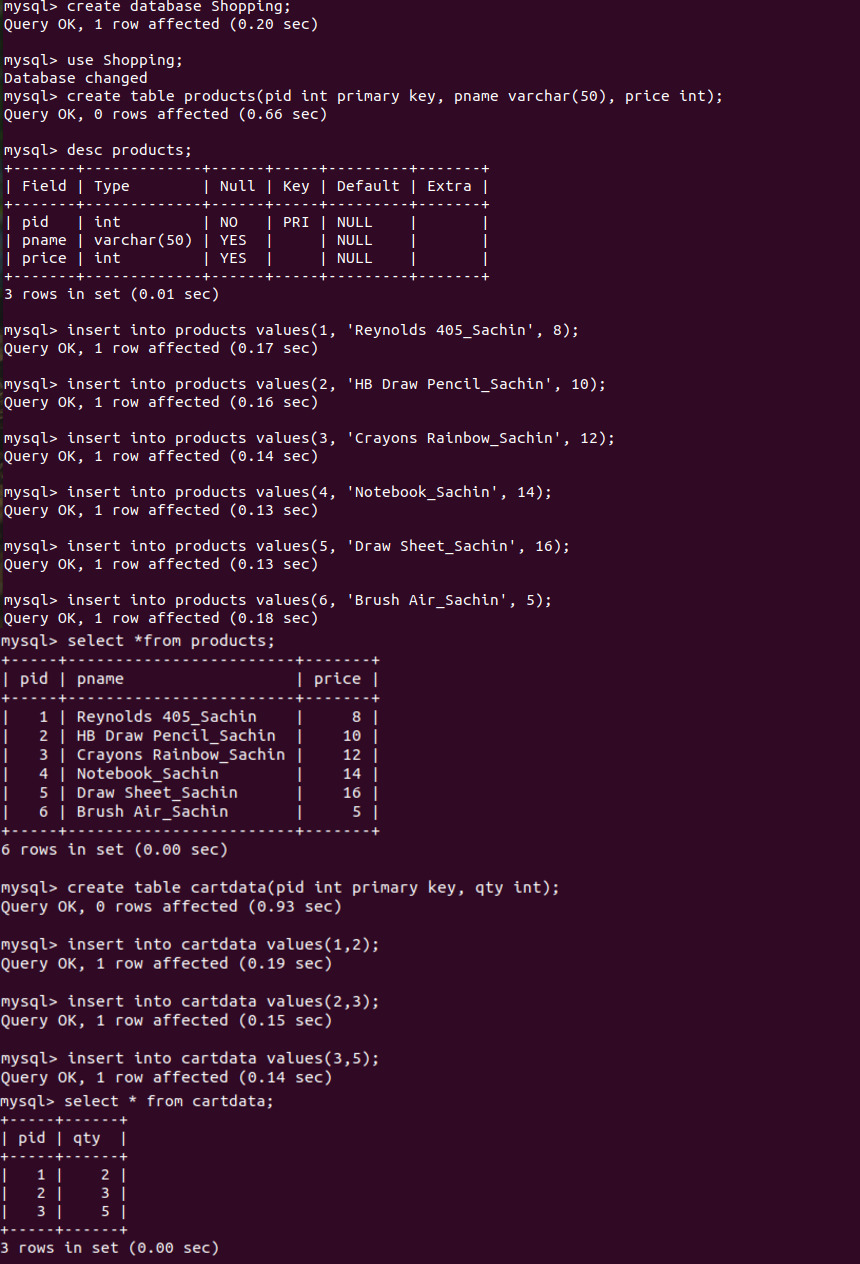 mysql> create database Shopping;
Query OK, 1 row affected (0.20 sec)

mysql> use Shopping;
Database changed
mysql> create table products(pid int primary key, pname varchar(50), price int);
Query OK, 0 rows affected (0.66 sec)

mysql> desc products;
+-------+-------------+------+-----+---------+-------+
| Field | Type        | Null | Key | Default | Extra |
+-------+-------------+------+-----+---------+-------+
| pid   | int         | NO   | PRI | NULL    |       |
| pname | varchar(50) | YES  |     | NULL    |       |
| price | int         | YES  |     | NULL    |       |
+-------+-------------+------+-----+---------+-------+
3 rows in set (0.01 sec)

mysql> insert into products values(1, 'Reynolds 405_Sachin', 8);
Query OK, 1 row affected (0.17 sec)

mysql> insert into products values(2, 'HB Draw Pencil_Sachin', 10);
Query OK, 1 row affected (0.16 sec)

mysql> insert into products values(3, 'Crayons Rainbow_Sachin', 12);
Query OK, 1 row affected (0.14 sec)

mysql> insert into products values(4, 'Notebook_Sachin', 14);
Query OK, 1 row affected (0.13 sec)

mysql> insert into products values(5, 'Draw Sheet_Sachin', 16);
Query OK, 1 row affected (0.13 sec)

mysql> insert into products values(6, 'Brush Air_Sachin', 5);
Query OK, 1 row affected (0.18 sec)
mysql> select *from products;
+-----+------------------------+-------+
| pid | pname                  | price |
+-----+------------------------+-------+
|   1 | Reynolds 405_Sachin    |     8 |
|   2 | HB Draw Pencil_Sachin  |    10 |
|   3 | Crayons Rainbow_Sachin |    12 |
|   4 | Notebook_Sachin        |    14 |
|   5 | Draw Sheet_Sachin      |    16 |
|   6 | Brush Air_Sachin       |     5 |
+-----+------------------------+-------+
6 rows in set (0.00 sec)

mysql> create table cartdata(pid int primary key, qty int);
Query OK, 0 rows affected (0.93 sec)

mysql> insert into cartdata values(1,2);
Query OK, 1 row affected (0.19 sec)

mysql> insert into cartdata values(2,3);
Query OK, 1 row affected (0.15 sec)

mysql> insert into cartdata values(3,5);
Query OK, 1 row affected (0.14 sec)
mysql> select * from cartdata;
+-----+------+
| pid | qty  |
+-----+------+
|   1 |    2 |
|   2 |    3 |
|   3 |    5 |
+-----+------+
3 rows in set (0.00 sec)